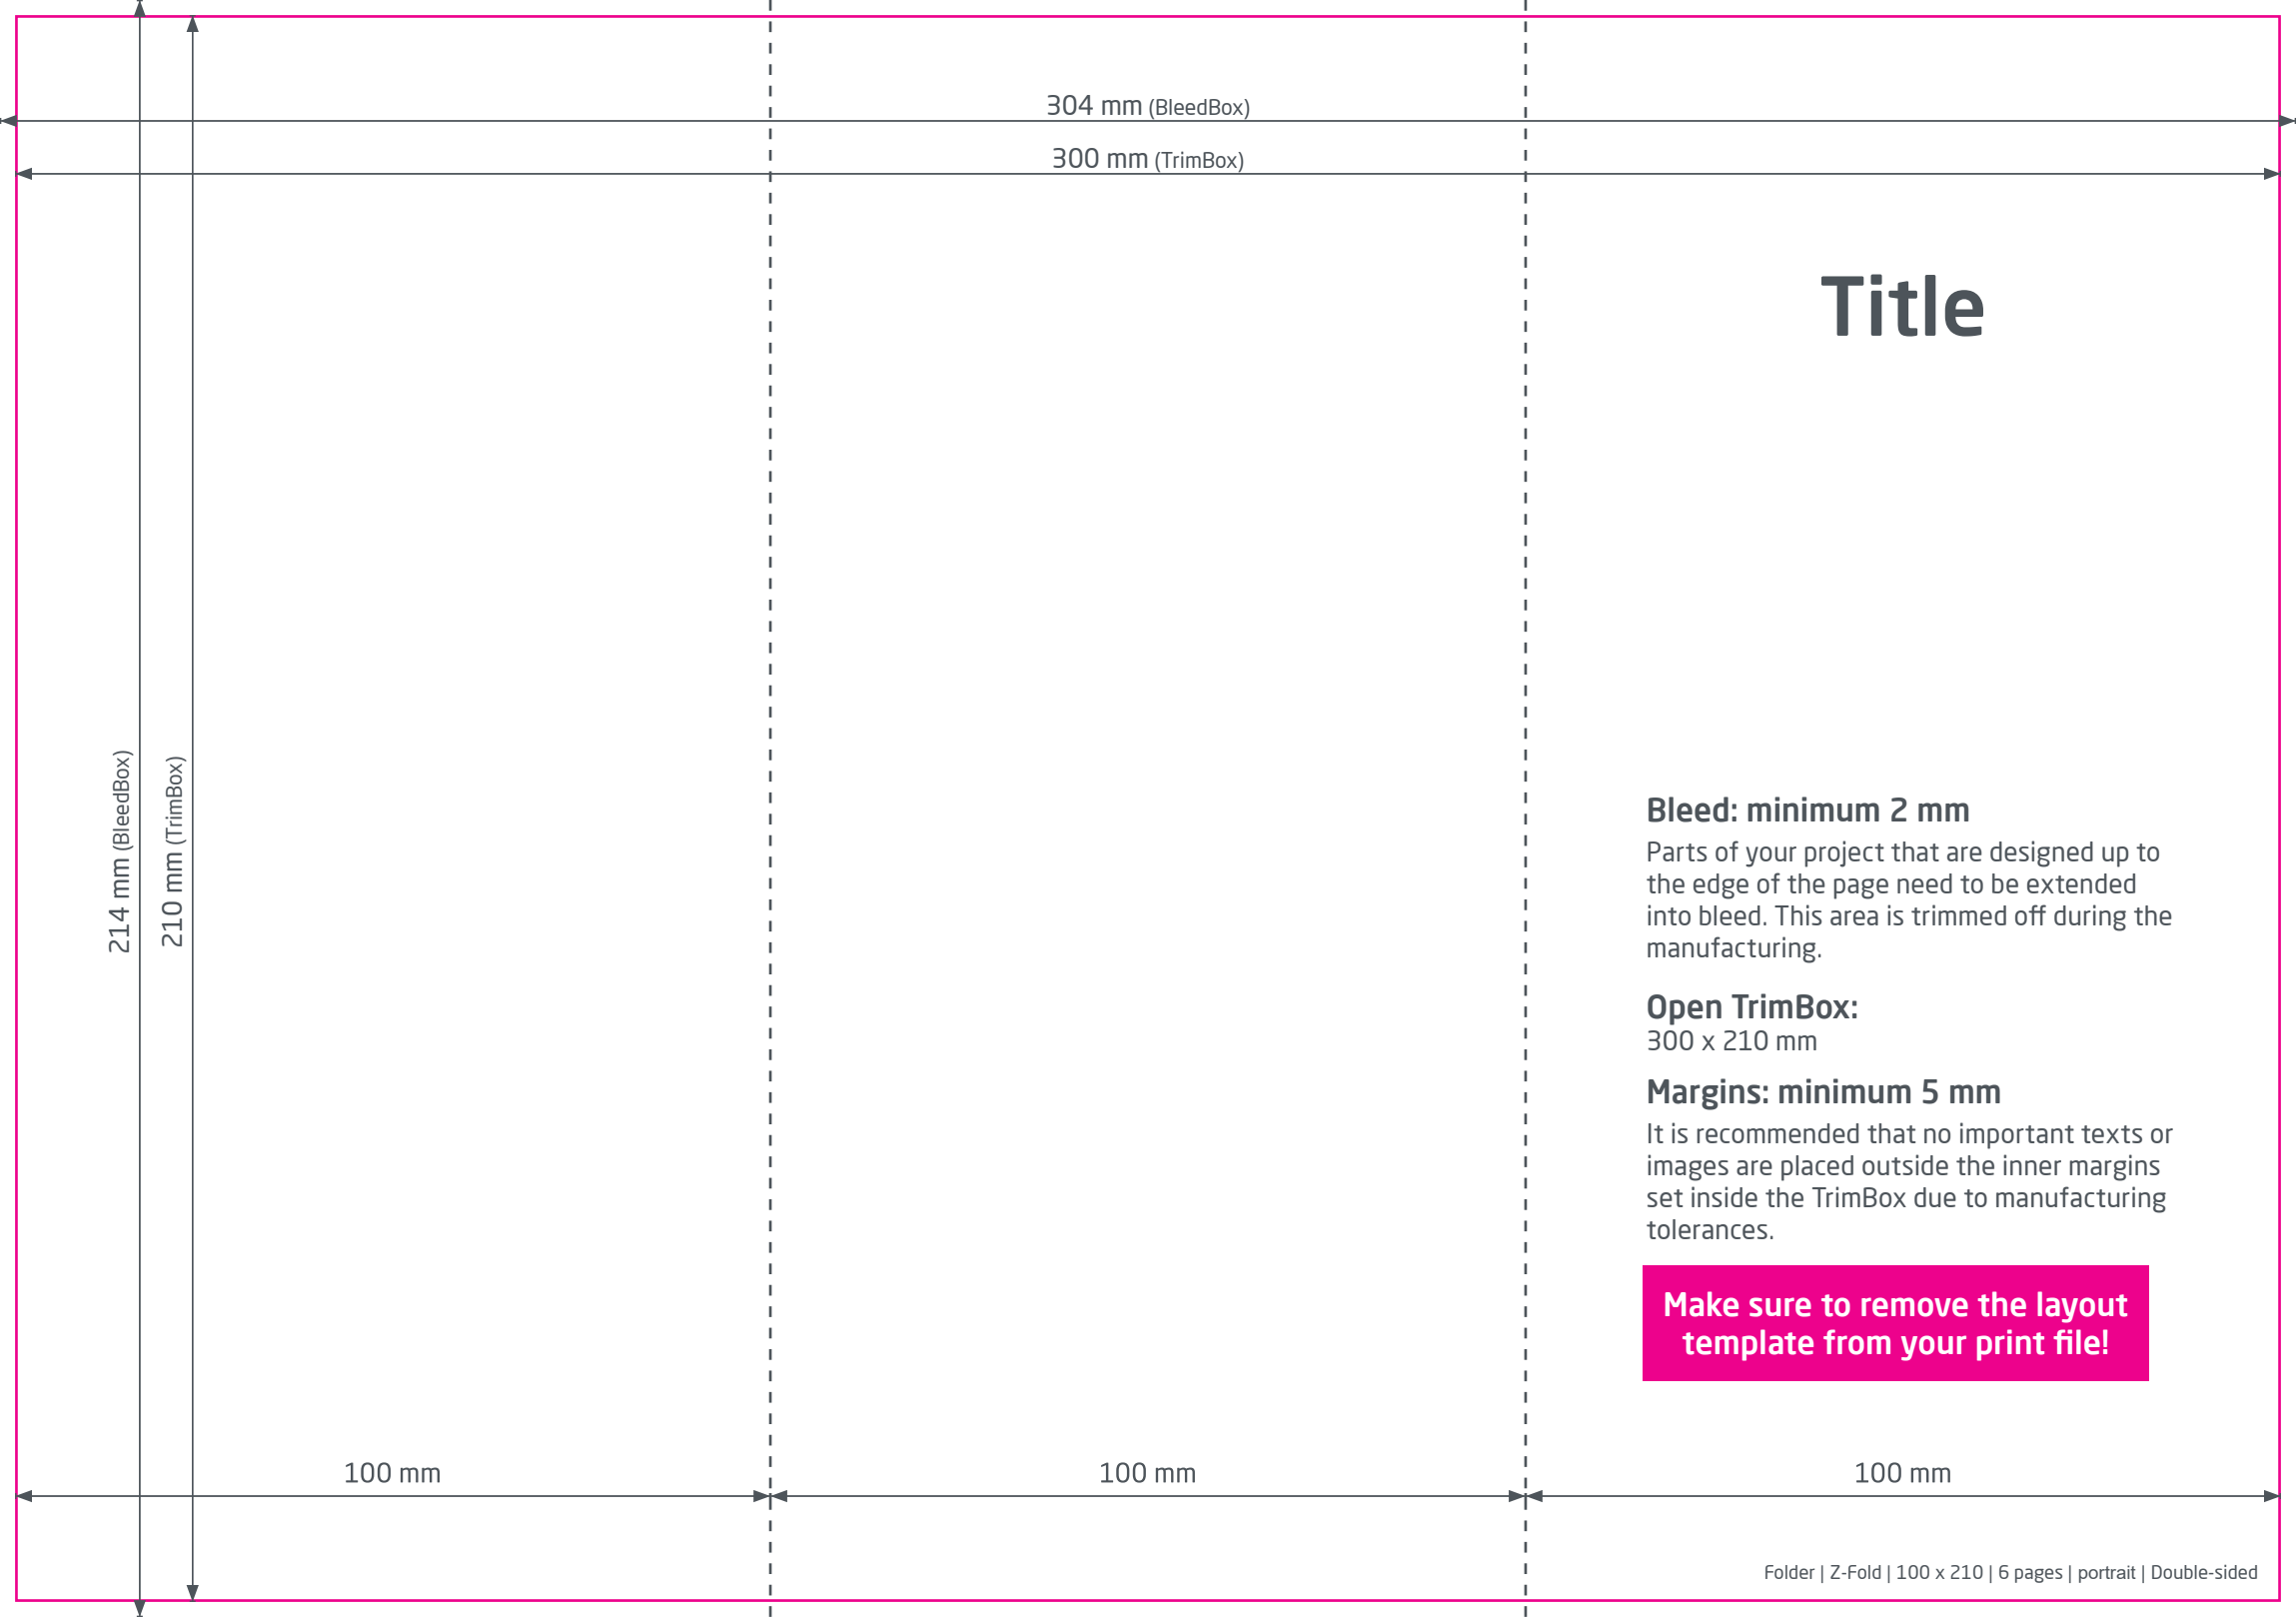 304 mm (BleedBox)
300 mm (TrimBox)
Title
214 mm (BleedBox)
210 mm (TrimBox)
Bleed: minimum 2 mm
Parts of your project that are designed up to
the edge of the page need to be extended
into bleed. This area is trimmed off during the
manufacturing.
Open TrimBox:
300 x 210 mm
Margins: minimum 5 mm
It is recommended that no important texts or
images are placed outside the inner margins
set inside the TrimBox due to manufacturing
tolerances.
Make sure to remove the layout
template from your print file!
100 mm
100 mm
100 mm
Folder | Z-Fold | 100 x 210 | 6 pages | portrait | Double-sided